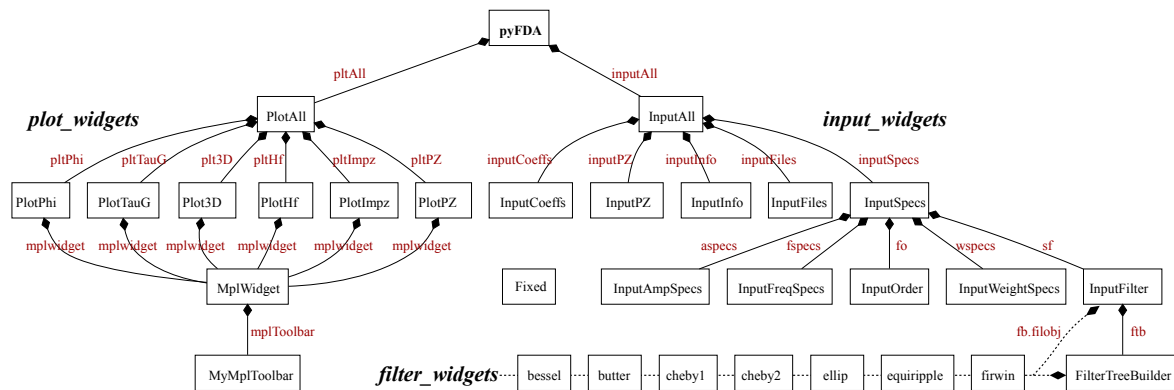 pyFDA
pltAll
inputAll
plot_widgets
PlotAll
InputAll
input_widgets
pltPhi
pltTauG
plt3D
pltHf
pltImpz
pltPZ
inputCoeffs
inputPZ
inputInfo
inputFiles
inputSpecs
PlotPhi
PlotTauG
Plot3D
PlotHf
PlotImpz
PlotPZ
InputCoeffs
InputPZ
InputInfo
InputFiles
InputSpecs
mplwidget
mplwidget
mplwidget
mplwidget
mplwidget
mplwidget
aspecs
fspecs
fo
wspecs
sf
MplWidget
Fixed
InputAmpSpecs
InputFreqSpecs
InputOrder
InputWeightSpecs
InputFilter
mplToolbar
fb.filobj
ftb
MyMplToolbar
filter_widgets
bessel
butter
cheby1
cheby2
ellip
equiripple
firwin
FilterTreeBuilder